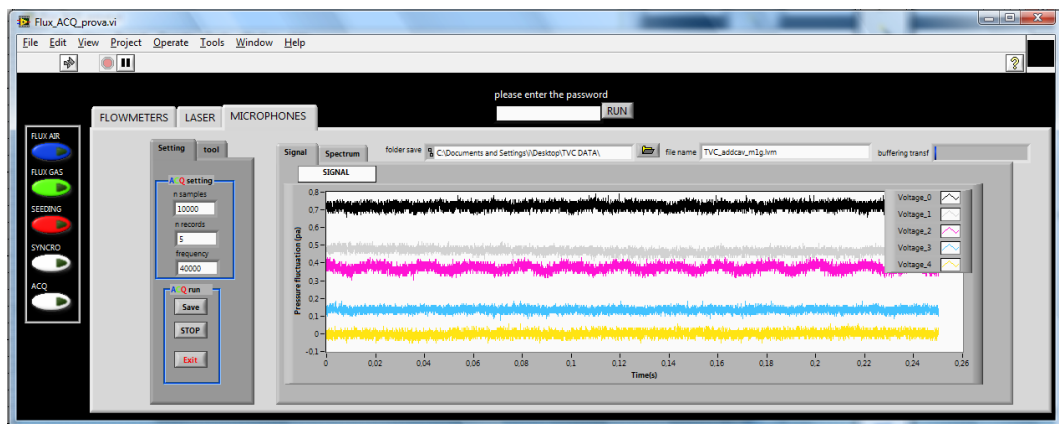 Flux_ACQ_prova.vi
File Edit View Project Operate Tools Window Help
please enter the password
RUN
FLOWMETERS LASER MICROPHONES
FLUX AIR
FLUX GAS
SEEDING
SYNCRO
ACQ
Setting tool
ACQ setting
n samples
10000
n records
5
frequency
40000
ACQ run
Save
STOP
Exit
Signal Spectrum
folder save C:\Documents and Settings\i\Desktop\TVC DATA\
file name TVC_addcav_m1g.lvm
buffering transf
SIGNAL
Pressure fluctuation (pa)
0,8
0,7
0,6
0,5
0,4
0,3
0,2
0,1
0
-0,1
0 0,02 0,04 0,06 0,08 0,1 0,12 0,14 0,16 0,18 0,2 0,22 0,24 0,26
Time(s)
Voltage_0
Voltage_1
Voltage_2
Voltage_3
Voltage_4